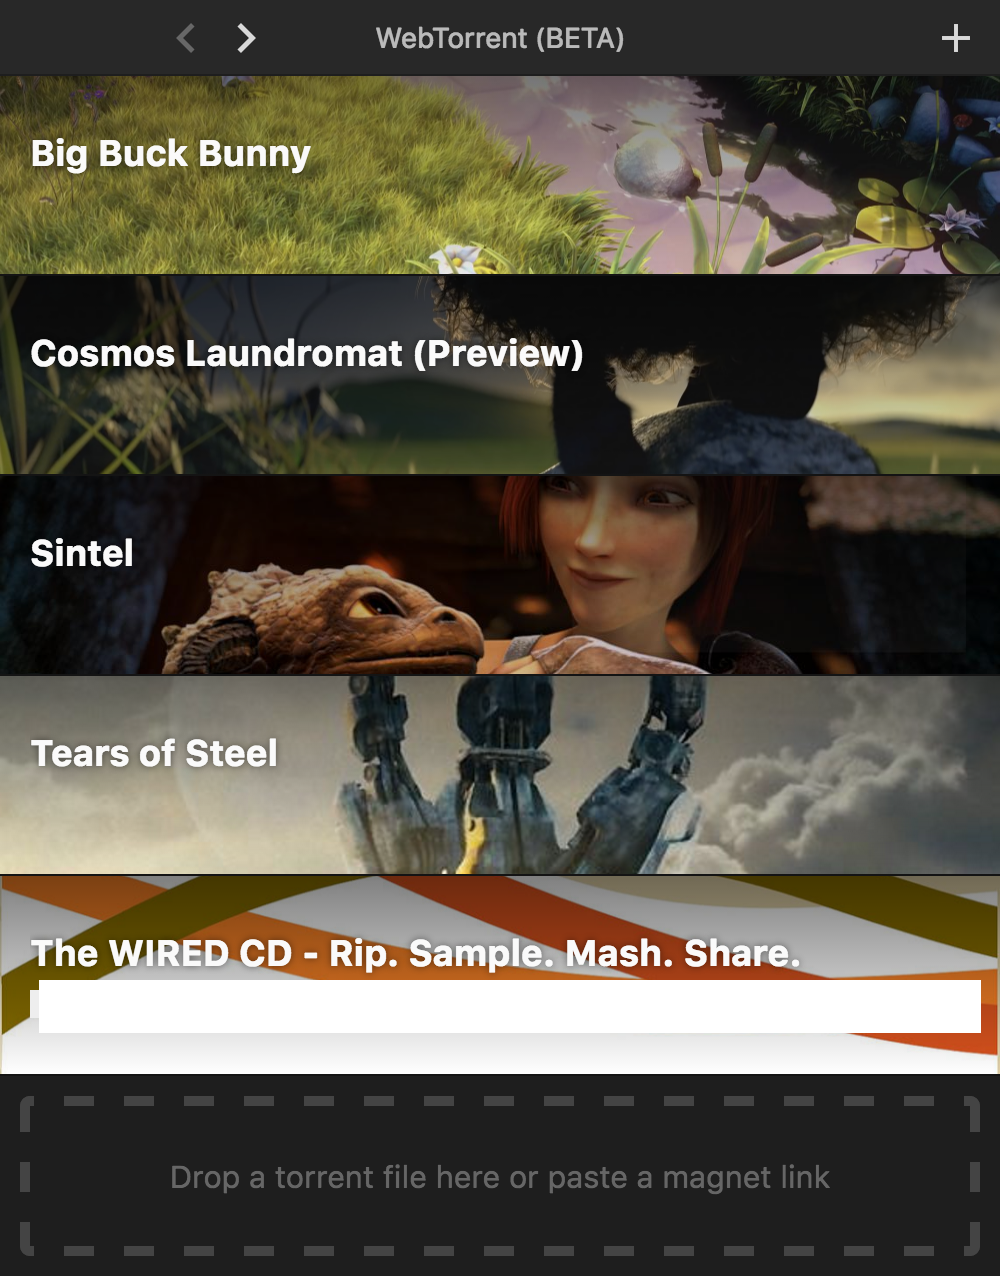 WebTorrent (BETA)
Big Buck Bunny
Cosmos Laundromat (Preview)
Sintel
Tears of Steel
The WIRED CD - Rip. Sample. Mash. Share.
Drop a torrent file here or paste a magnet link